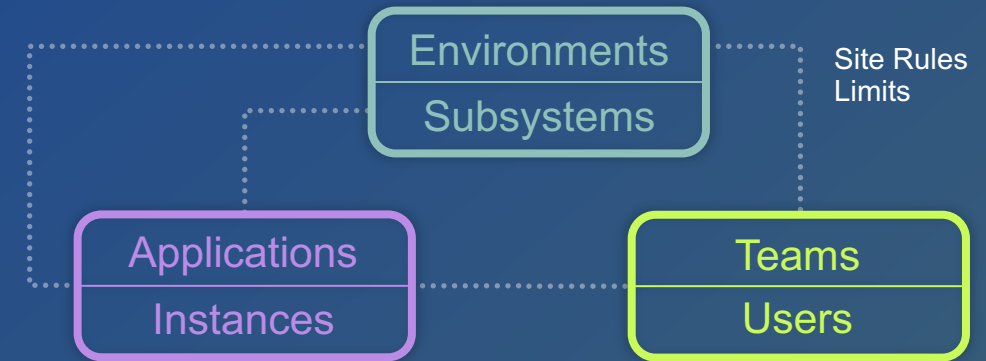 Environments
Subsystems
Site Rules
Limits
Applications
Instances
Teams
Users